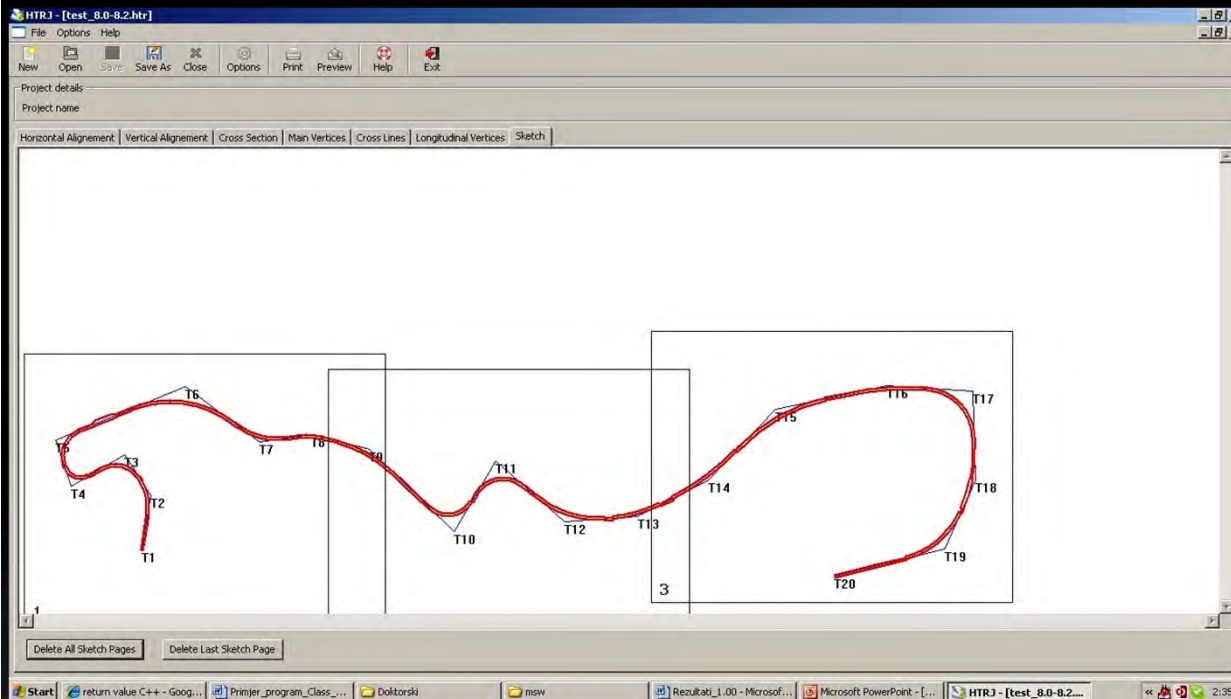 HTRJ - [test_8.0-8.2.htr]
File Options Help
New Open Save Save As Close Options Print Preview Help Exit
Project details
Project name
Horizontal Alignement Vertical Alignement Cross Section Main Vertices Cross Lines Longitudinal Vertices Sketch
T6
T5
T3
T4
T2
T1
T7
T8
T9
T10
T11
T12
T13
T14
T15
T16
T17
T18
T19
T20
1
3
Delete All Sketch Pages Delete Last Sketch Page
Start return value C++ - Goog... Primjer_program_Class_... Doktorski msw Rezultati_1.00 - Microsof... Microsoft PowerPoint - [... HTRJ - [test_8.0-8.2....